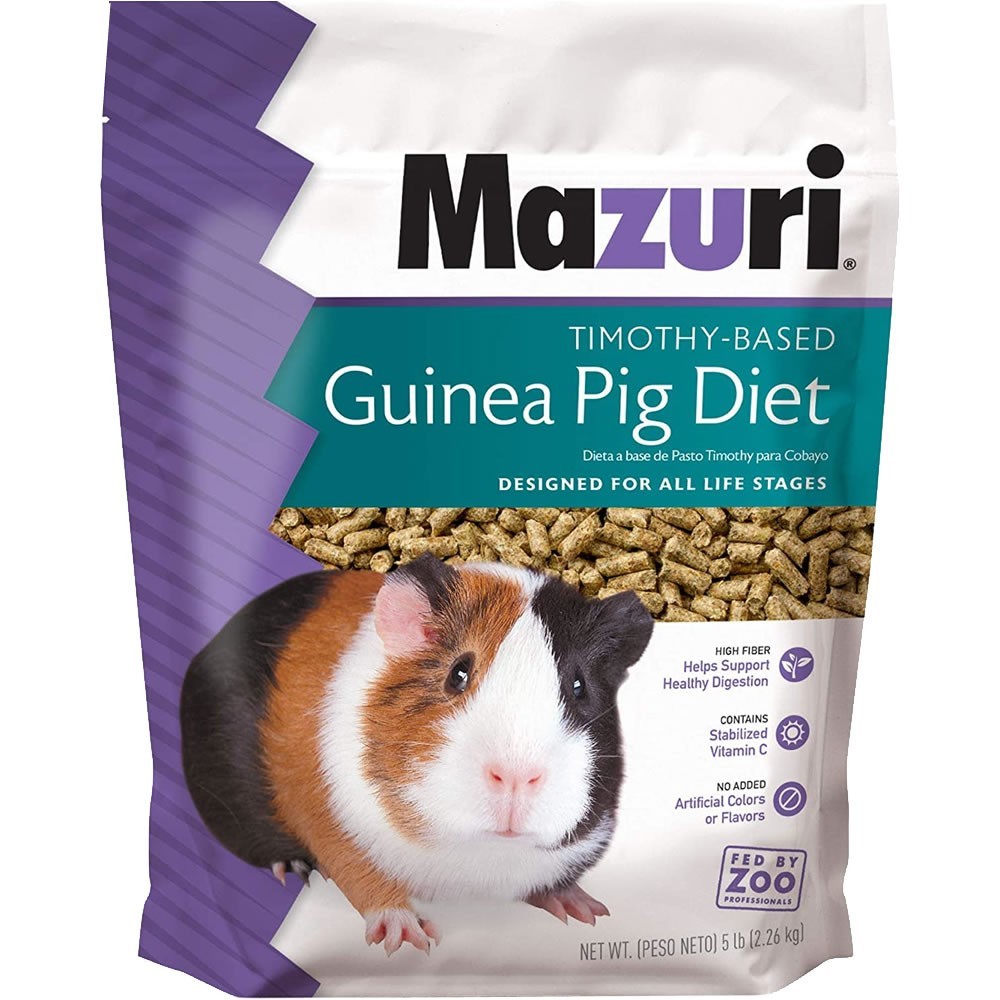 Mazuri®
TIMOTHY-BASED
Guinea Pig Diet
Dieta a base de Pasto Timothy para Cobayo
DESIGNED FOR ALL LIFE STAGES
HIGH FIBER
Helps Support
Healthy Digestion
CONTAINS
Stabilized
Vitamin C
NO ADDED
Artificial Colors
or Flavors
FED BY
ZOO
PROFESSIONALS
NET WT. (PESO NETO) 5 lb (2.26 kg)